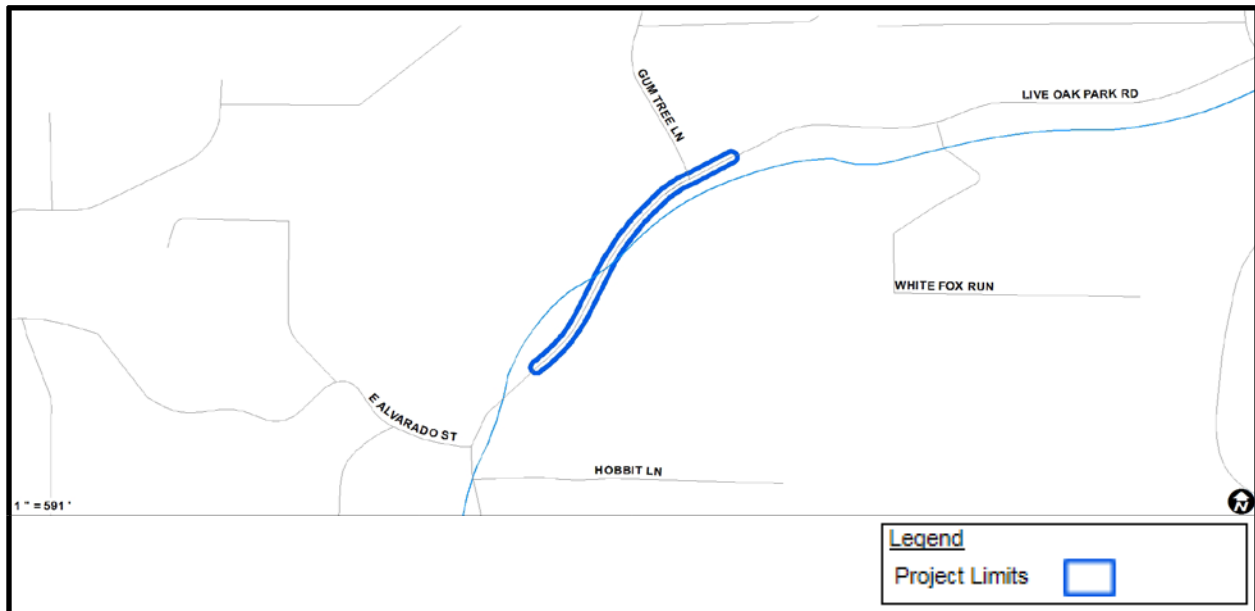 GUM TREE LN
LIVE OAK PARK RD
WHITE FOX RUN
E ALVARADO ST
HOBBIT LN
1 " = 591 '
N
Legend
Project Limits